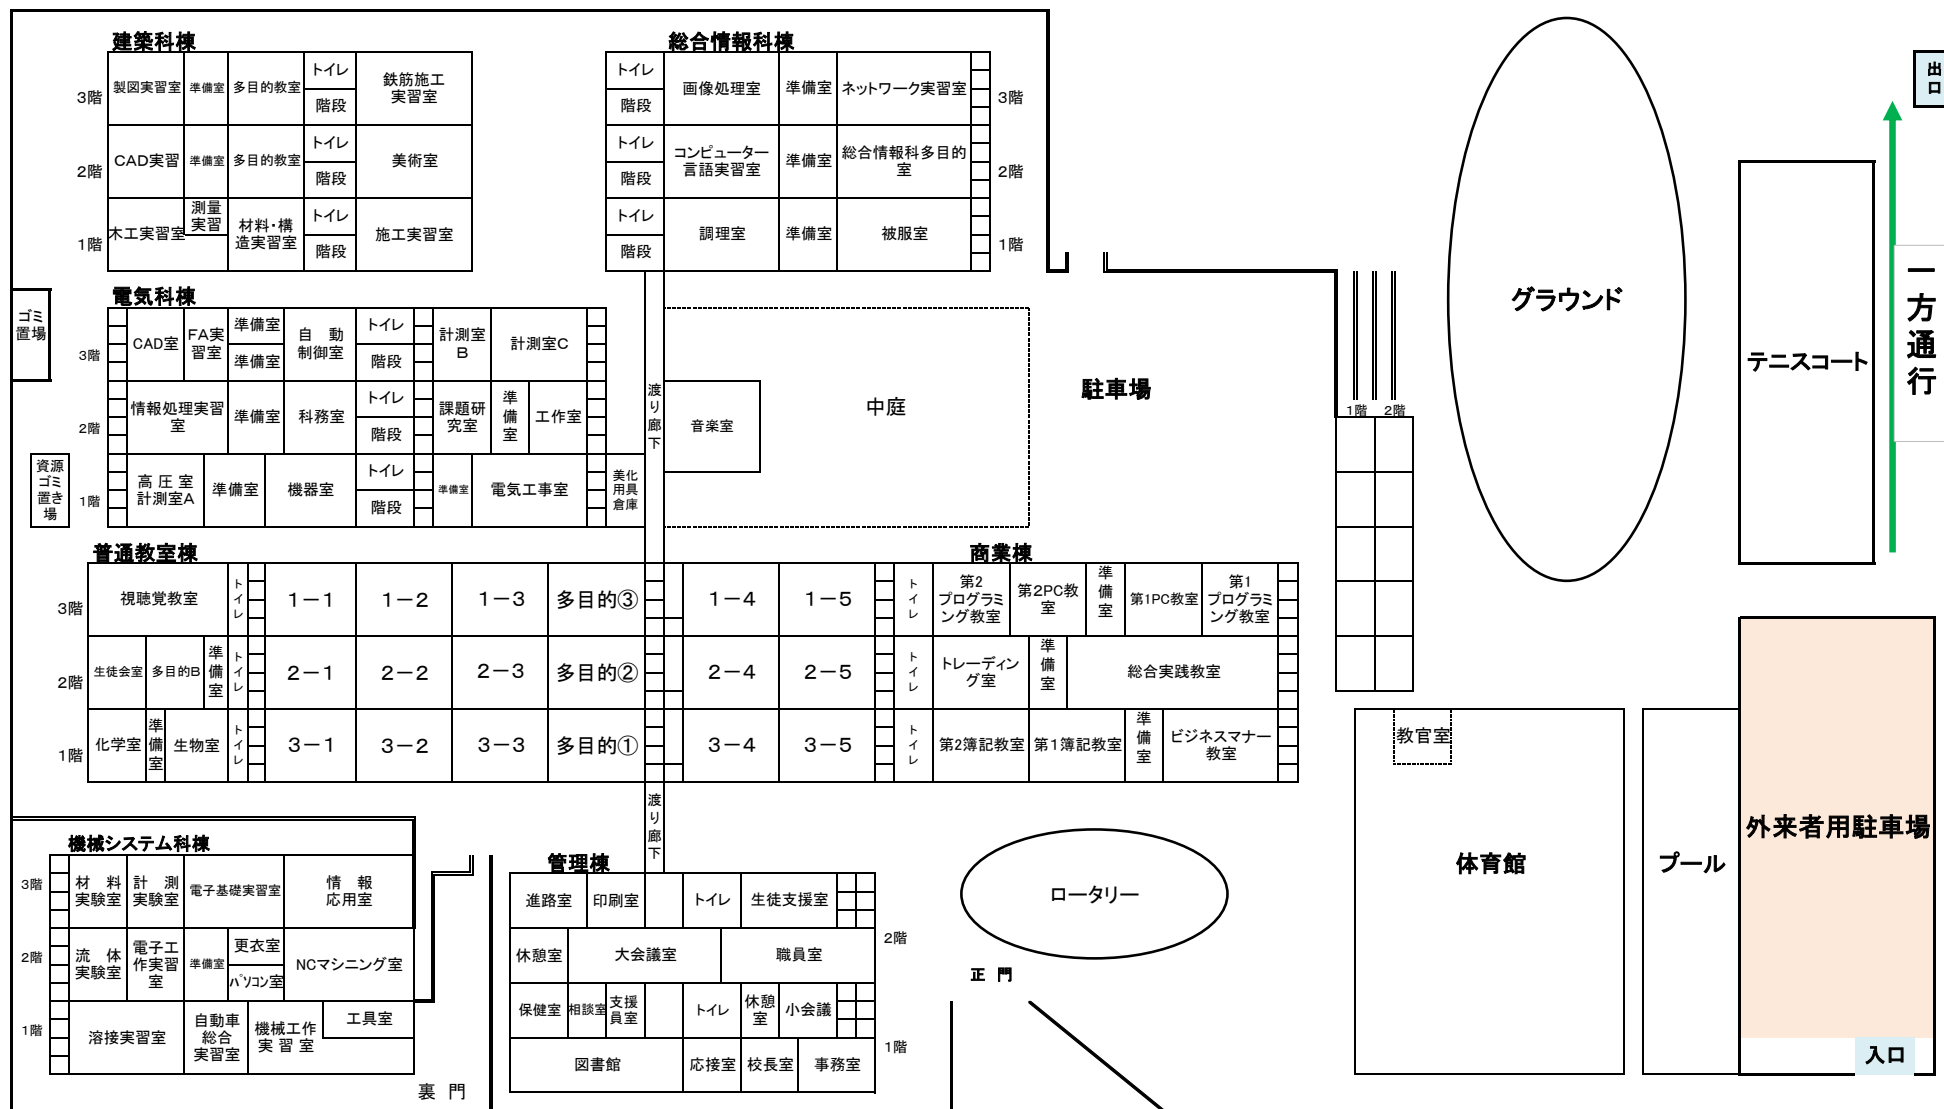 建築科棟
3階
製図実習室
準備室
多目的教室
トイレ
階段
鉄筋施工
実習室
2階
CAD実習
準備室
多目的教室
トイレ
階段
美術室
1階
木工実習室
測量
実習
材料・構
造実習室
トイレ
階段
施工実習室
総合情報科棟
トイレ
階段
画像処理室
準備室
ネットワーク実習室
3階
トイレ
階段
コンピューター
言語実習室
準備室
総合情報科多目的
室
2階
トイレ
階段
調理室
準備室
被服室
1階
ゴミ
置場
資源
ゴミ
置き
場
電気科棟
3階
CAD室
FA実
習室
準備室
準備室
自 動
制御室
トイレ
階段
計測室
B
計測室C
2階
情報処理実習
室
準備室
科務室
トイレ
階段
課題研
究室
準
備
室
工作室
1階
高 圧 室
計測室A
準備室
機器室
トイレ
階段
準備室
電気工事室
美化
用具
倉庫
渡
り
廊
下
音楽室
中庭
駐車場
1階
2階
グラウンド
テニスコート
出
口
一
方
通
行
普通教室棟
商業棟
3階
視聴覚教室
ト
イ
レ
1－1
1－2
1－3
多目的③
1－4
1－5
ト
イ
レ
第2
プログラミ
ング教室
第2PC教
室
準
備
室
第1PC教室
第1
プログラミ
ング教室
2階
生徒会室
多目的B
準
備
室
ト
イ
レ
2－1
2－2
2－3
多目的②
2－4
2－5
ト
イ
レ
トレーディン
グ室
準
備
室
総合実践教室
1階
化学室
準
備
室
生物室
ト
イ
レ
3－1
3－2
3－3
多目的①
3－4
3－5
ト
イ
レ
第2簿記教室
第1簿記教室
準
備
室
ビジネスマナー
教室
渡
り
廊
下
機械システム科棟
3階
材 料
実験室
計 測
実験室
電子基礎実習室
情 報
応用室
2階
流 体
実験室
電子工
作実習
室
準備室
更衣室
パソコン室
NCマシニング室
1階
溶接実習室
自動車
総合
実習室
機械工作
実 習 室
工具室
裏 門
管理棟
進路室
印刷室
トイレ
生徒支援室
2階
休憩室
大会議室
職員室
保健室
相談室
支援
員室
トイレ
休憩
室
小会議
1階
図書館
応接室
校長室
事務室
ロータリー
正 門
教官室
体育館
プール
外来者用駐車場
入口